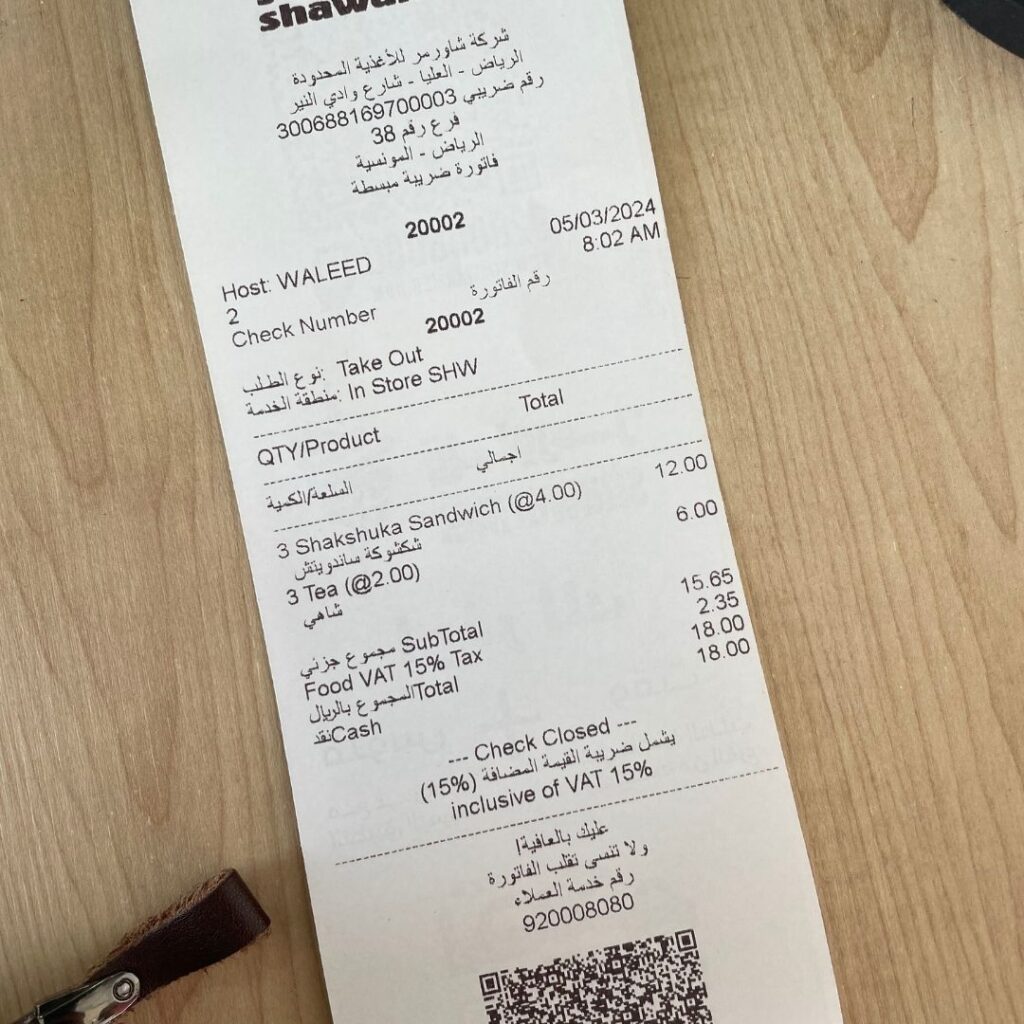 شركة شاورمر للأغذية المحدودة
الرياض - العليا - شارع وادي النير
رقم ضريبي 300688169700003
فرع رقم 38
الرياض - المونسية
فاتورة ضريبة مبسطة
20002
Host: WALEED 05/03/2024
2 8:02 AM
Check Number رقم الفاتورة
20002
نوع الطلب: Take Out
منطقة الخدمة: In Store SHW
QTY/Product Total
السلعة/الكمية اجمالي
3 Shakshuka Sandwich (@4.00) 12.00
شكشوكة ساندويتش
3 Tea (@2.00) 6.00
شاهي
مجموع جزئي SubTotal 15.65
Food VAT 15% Tax 2.35
المجموع بالريال Total 18.00
نقد Cash 18.00
--- Check Closed ---
يشمل ضريبة القيمة المضافة (15%)
inclusive of VAT 15%
عليك بالعافية!
ولا تنسى تقلب الفاتورة
رقم خدمة العملاء
920008080